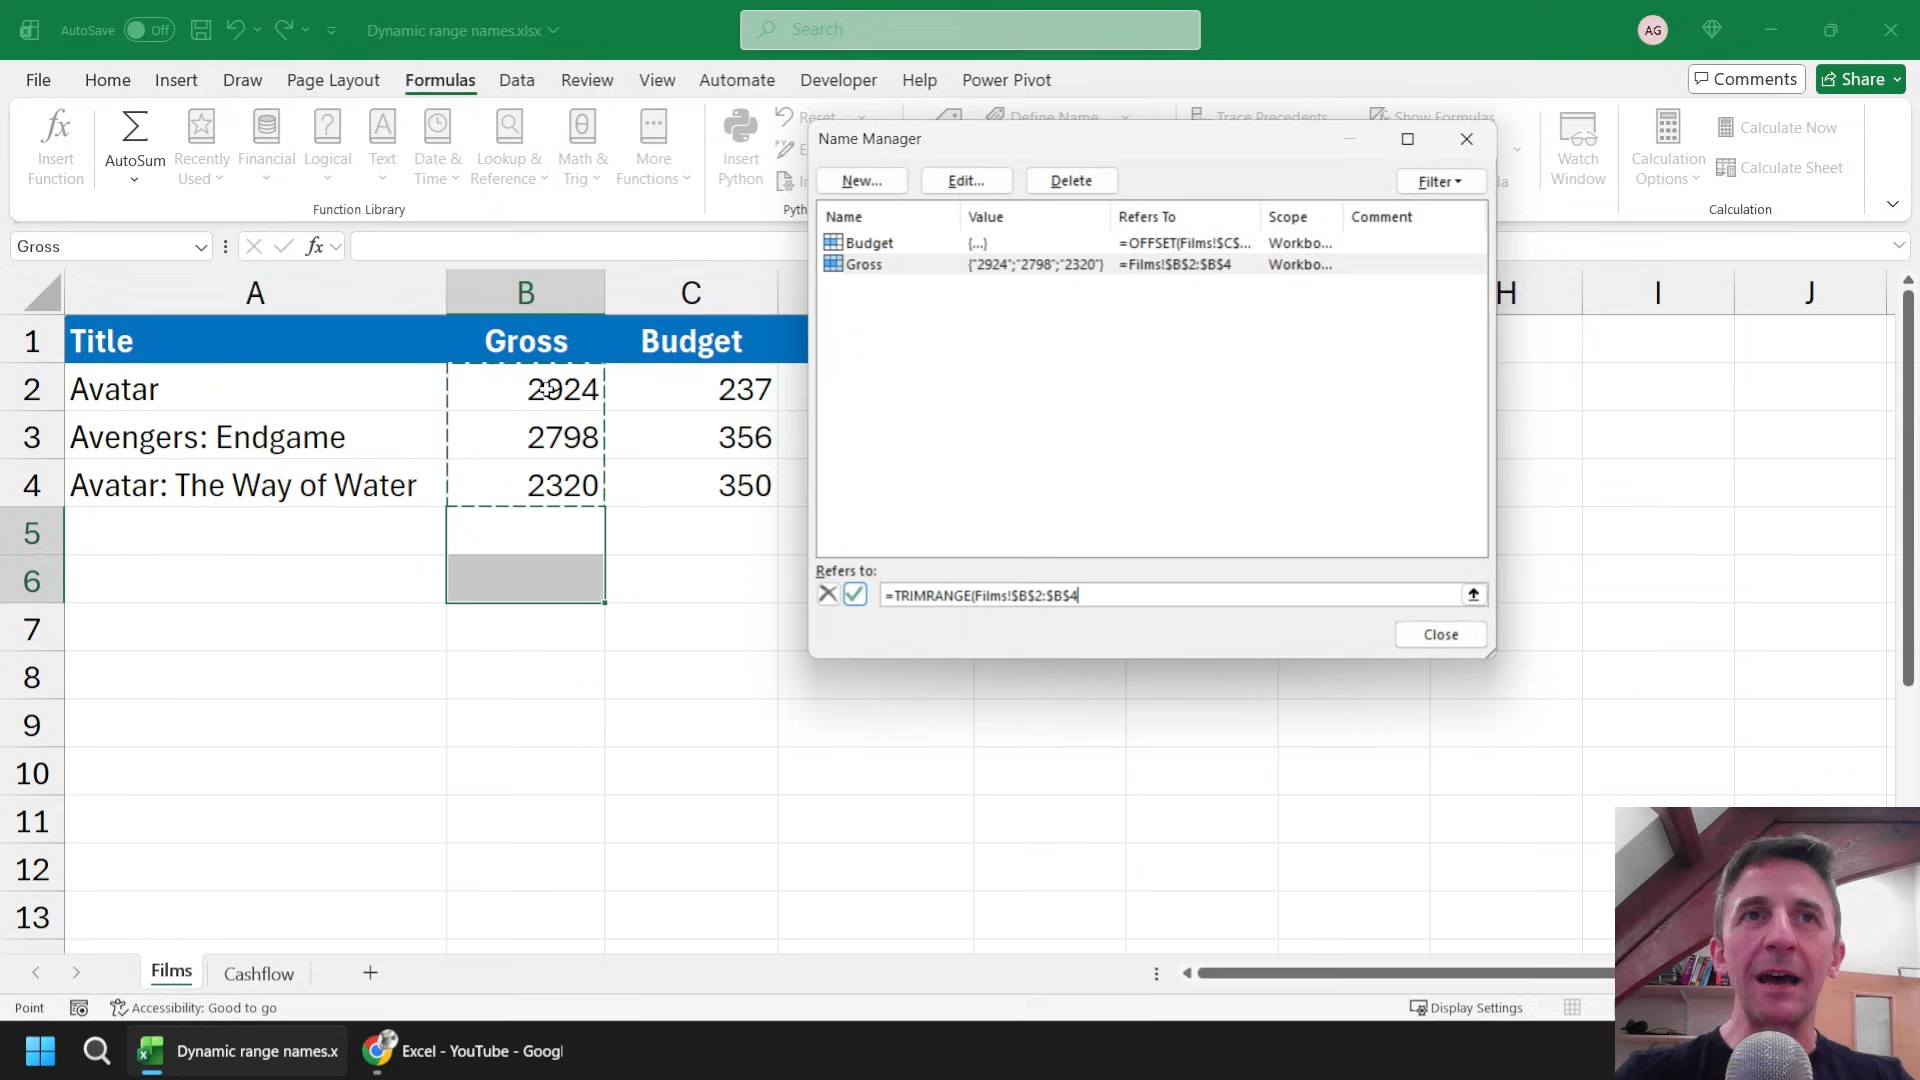 AutoSave Off Dynamic range names.xlsx Search AG
File Home Insert Draw Page Layout Formulas Data Review View Automate Developer Help Power Pivot Comments Share
Insert Function
AutoSum
Recently Used
Financial
Logical
Text
Date & Time
Lookup & Reference
Math & Trig
More Functions
Function Library
Insert Python
Reset
Define Name
Trace Precedents
Show Formulas
Watch Window
Calculation Options
Calculate Now
Calculate Sheet
Calculation
Gross fx
Name Manager
New... Edit... Delete Filter
Name Value Refers To Scope Comment
Budget {...} =OFFSET(Films!$C$... Workbo...
Gross {"2924";"2798";"2320"} =Films!$B$2:$B$4 Workbo...
Refers to:
=TRIMRANGE(Films!$B$2:$B$4
Close
A B C H I J
1 Title Gross Budget
2 Avatar 2924 237
3 Avengers: Endgame 2798 356
4 Avatar: The Way of Water 2320 350
5
6
7
8
9
10
11
12
13
Films Cashflow
Point Accessibility: Good to go Display Settings
Dynamic range names.x Excel - YouTube - Googl